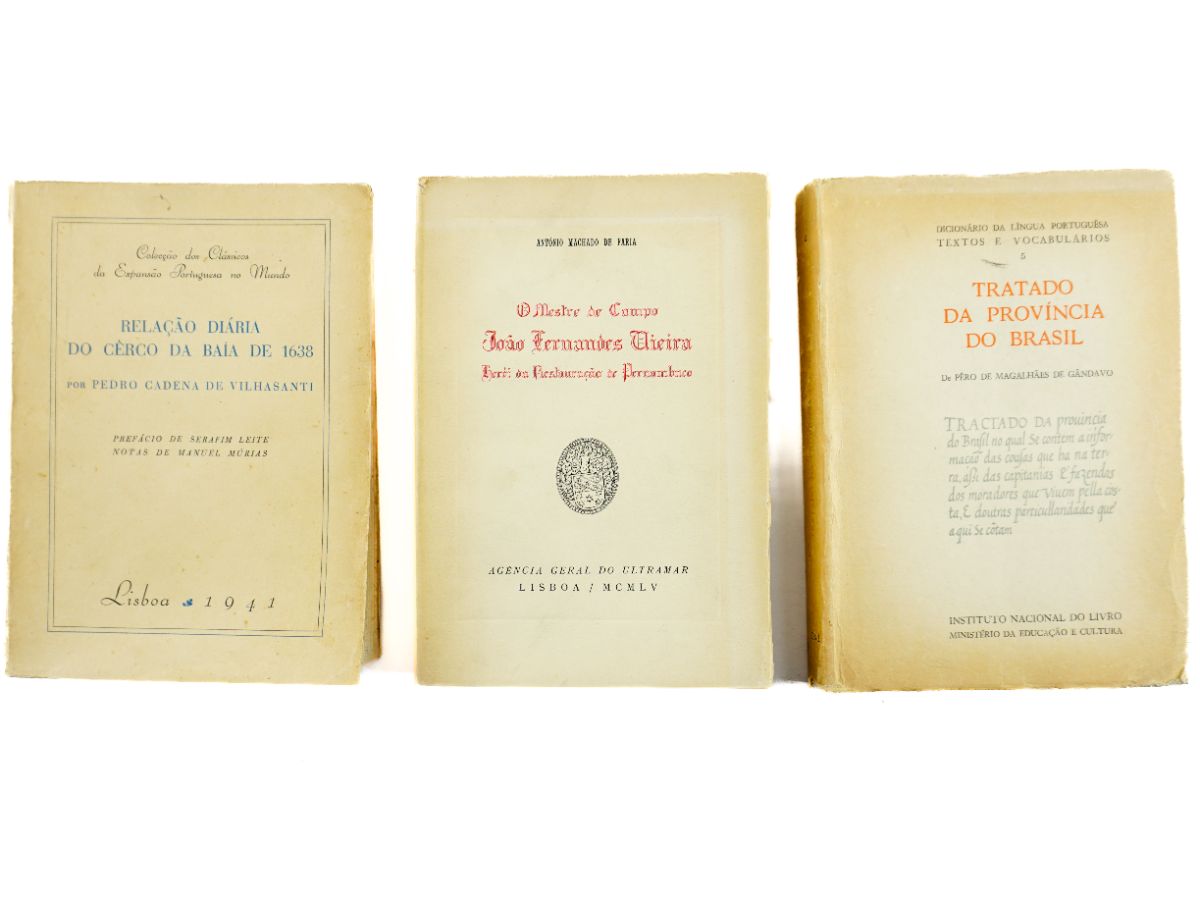 Colecção dos Clássicos
da Expansão Portuguesa no Mundo
RELAÇÃO DIÁRIA
DO CÊRCO DA BAÍA DE 1638
POR PEDRO CADENA DE VILHASANTI
PREFÁCIO DE SERAFIM LEITE
NOTAS DE MANUEL MÚRIAS
Lisboa 1941
ANTÓNIO MACHADO DE FARIA
O Mestre de Campo
João Fernandes Vieira
Herói da Restauração de Pernambuco
AGÊNCIA GERAL DO ULTRAMAR
LISBOA / MCMLV
DICIONÁRIO DA LÍNGUA PORTUGUÊSA
TEXTOS E VOCABULÁRIOS
5
TRATADO
DA PROVÍNCIA
DO BRASIL
De PÊRO DE MAGALHÃES DE GÂNDAVO
TRACTADO DA prouincia
do Brasil no qual Se contem a infor-
mação das cousas que ha na ter-
ra, assi das capitanias E fazendas
dos moradores que viuem pella cos-
ta, E doutras particullaridades que
aqui Se cõtam
INSTITUTO NACIONAL DO LIVRO
MINISTÉRIO DA EDUCAÇÃO E CULTURA